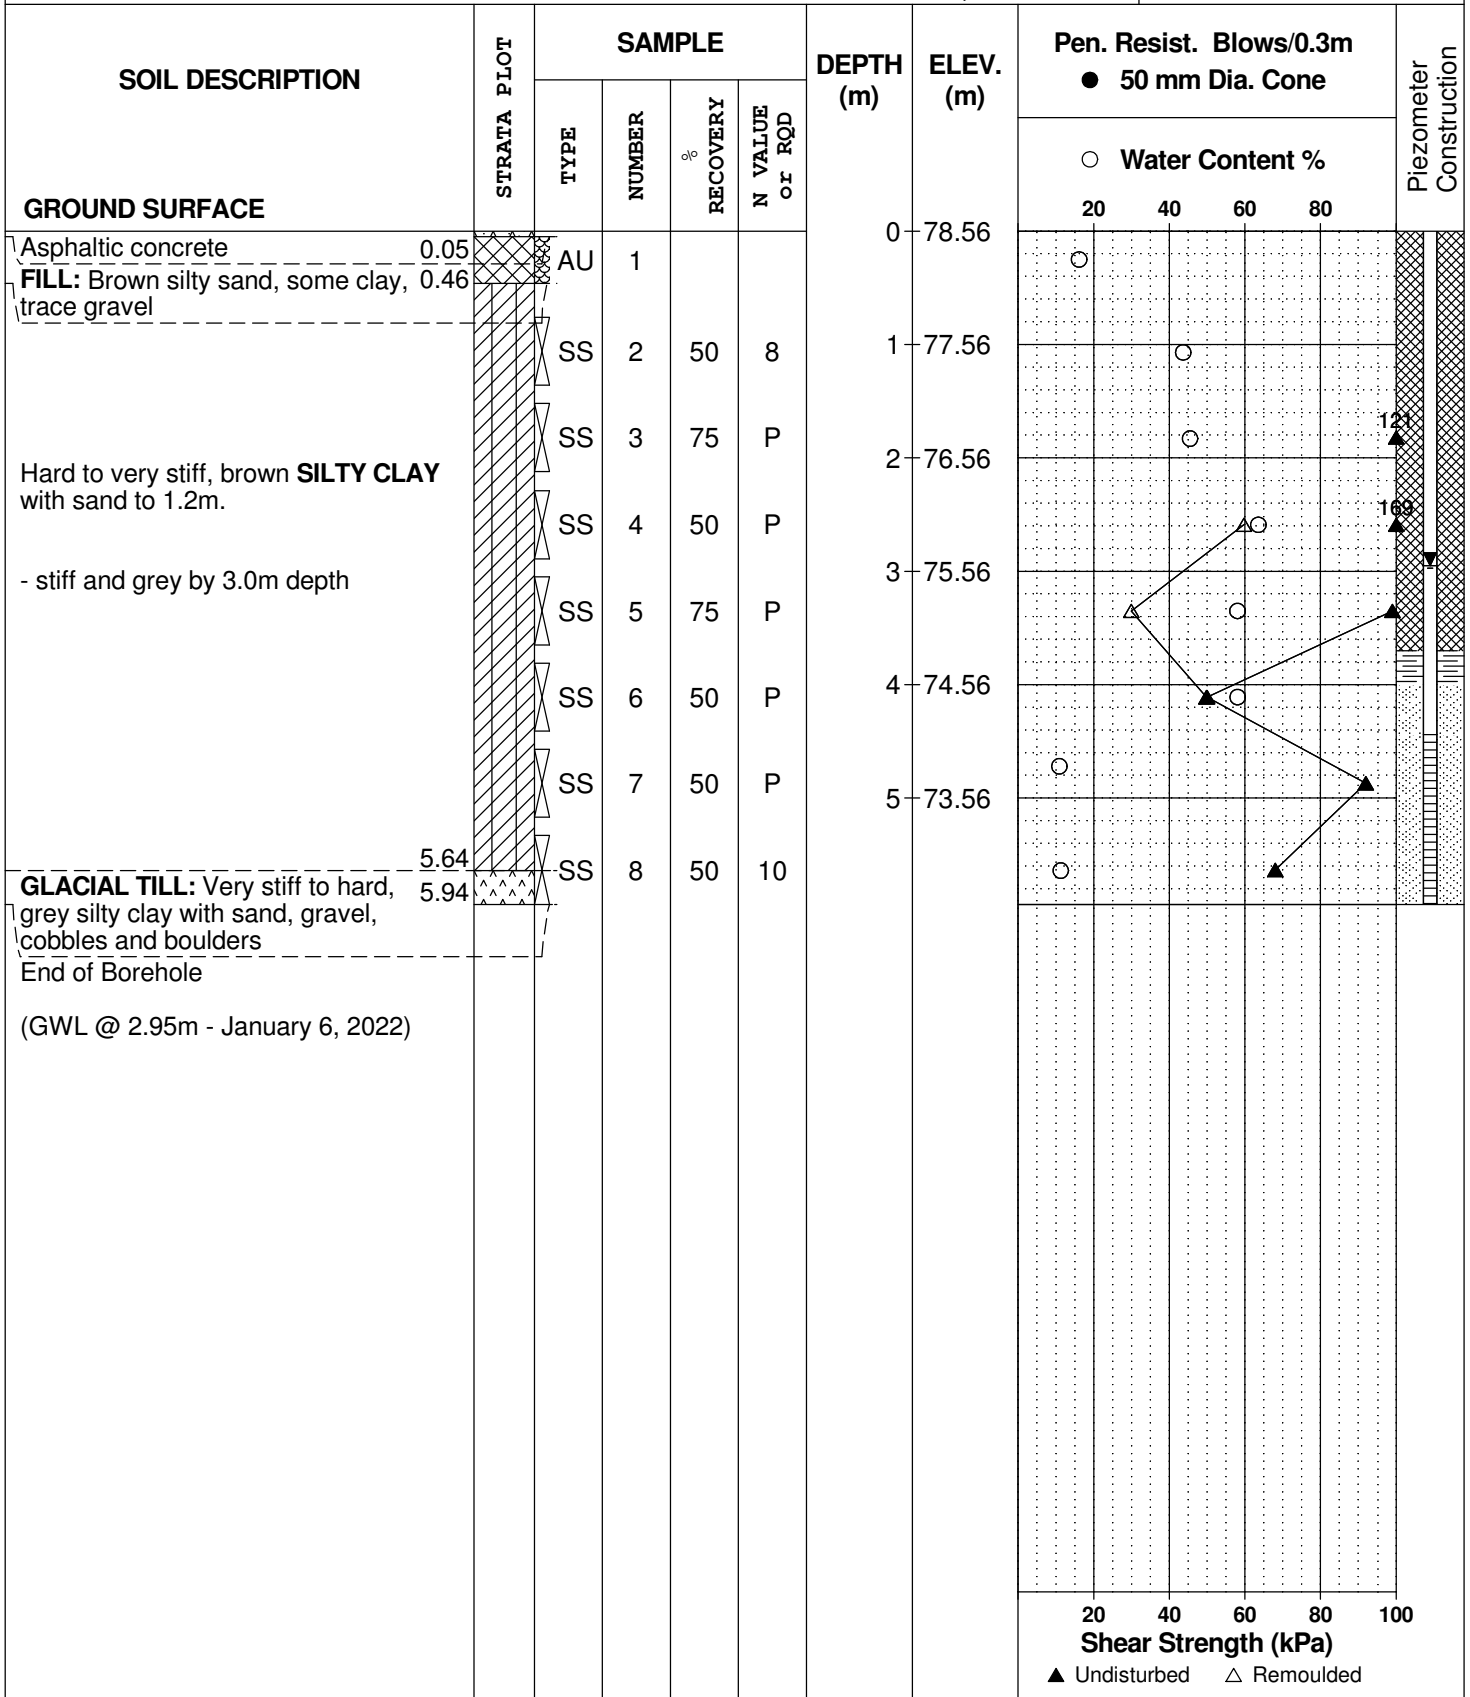 SOIL DESCRIPTION
GROUND SURFACE
STRATA PLOT
SAMPLE
TYPE
NUMBER
% RECOVERY
N VALUE or RQD
DEPTH (m)
ELEV. (m)
Pen. Resist. Blows/0.3m
● 50 mm Dia. Cone
○ Water Content %
20 40 60 80
Piezometer Construction
Asphaltic concrete 0.05
FILL: Brown silty sand, some clay, 0.46
trace gravel
Hard to very stiff, brown SILTY CLAY
with sand to 1.2m.
- stiff and grey by 3.0m depth
5.64
GLACIAL TILL: Very stiff to hard, 5.94
grey silty clay with sand, gravel,
cobbles and boulders
End of Borehole
(GWL @ 2.95m - January 6, 2022)
AU 1
SS 2 50 8
SS 3 75 P
SS 4 50 P
SS 5 75 P
SS 6 50 P
SS 7 50 P
SS 8 50 10
0 78.56
1 77.56
2 76.56
3 75.56
4 74.56
5 73.56
121
169
20 40 60 80 100
Shear Strength (kPa)
▲ Undisturbed △ Remoulded